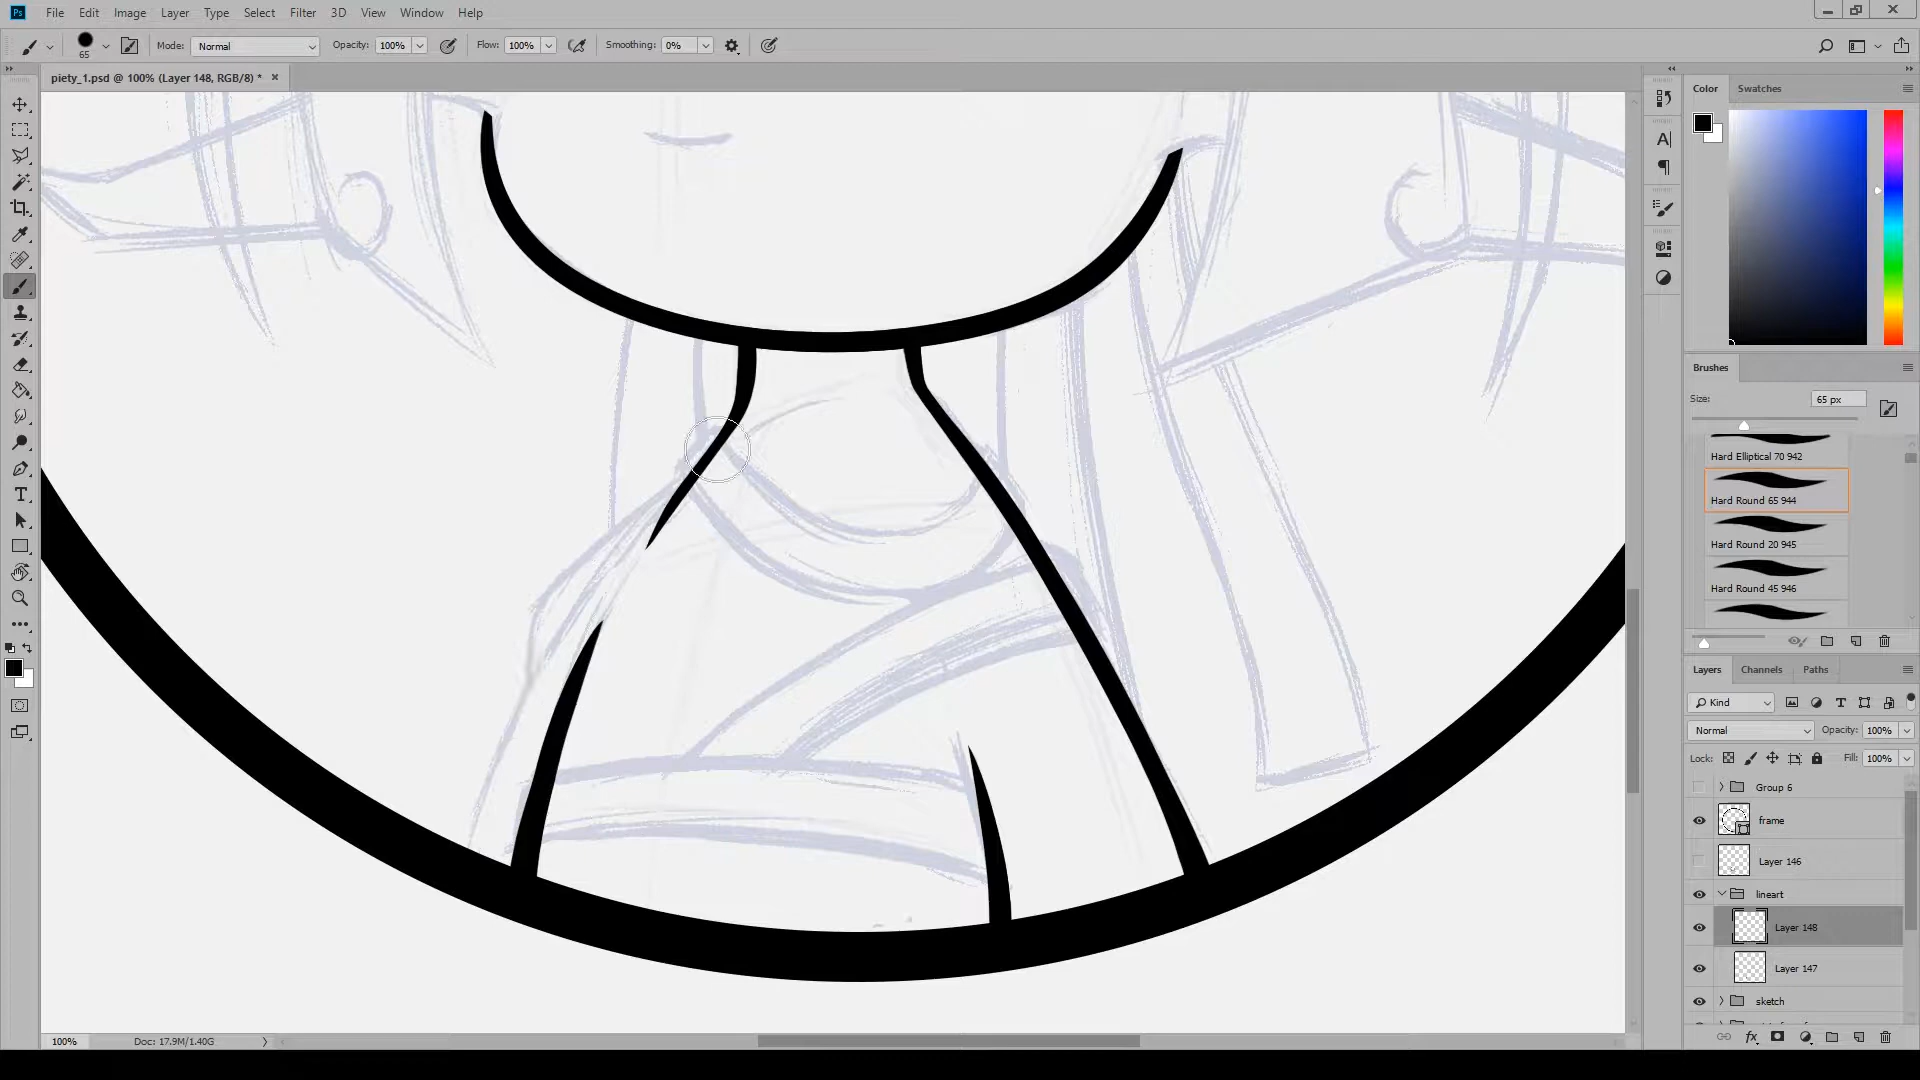 Ps File Edit Image Layer Type Select Filter 3D View Window Help
65 Mode: Normal Opacity: 100% Flow: 100% Smoothing: 0%
piety_1.psd @ 100% (Layer 148, RGB/8) * ×
Color Swatches
Brushes
Size: 65 px
Hard Elliptical 70 942
Hard Round 65 944
Hard Round 20 945
Hard Round 45 946
Layers Channels Paths
Kind
Normal Opacity: 100%
Lock: Fill: 100%
Group 6
frame
Layer 146
lineart
Layer 148
Layer 147
sketch
100% Doc: 17.9M/1.40G